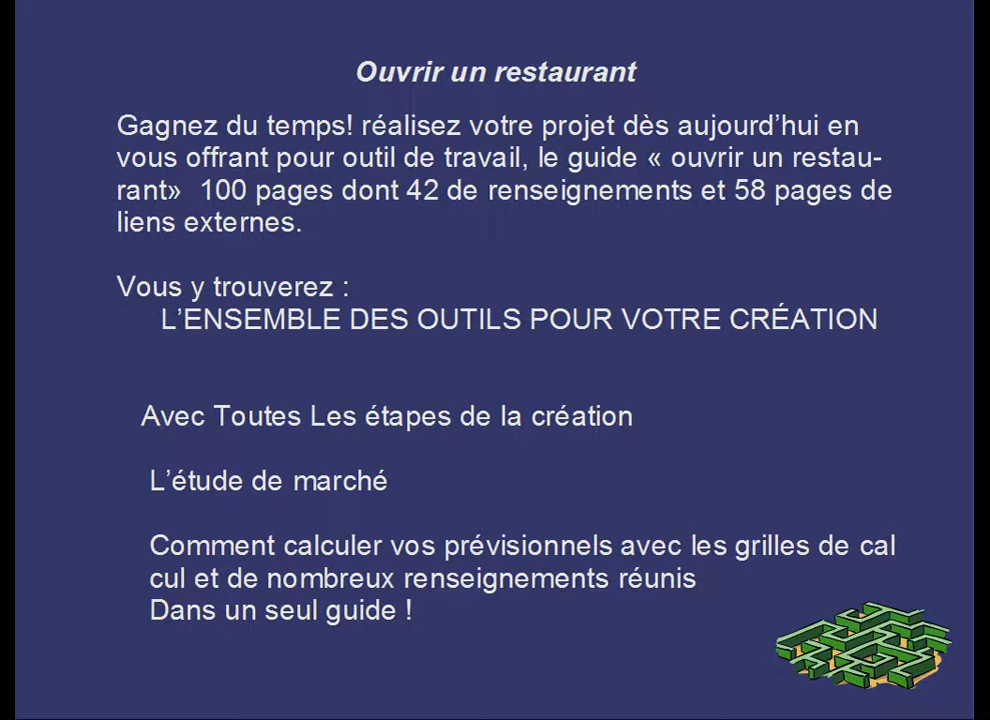 Ouvrir un restaurant
Gagnez du temps! réalisez votre projet dès aujourd’hui en
vous offrant pour outil de travail, le guide « ouvrir un restau-
rant»  100 pages dont 42 de renseignements et 58 pages de
liens externes.
Vous y trouverez :
L’ENSEMBLE DES OUTILS POUR VOTRE CRÉATION
Avec Toutes Les étapes de la création
L’étude de marché
Comment calculer vos prévisionnels avec les grilles de cal
cul et de nombreux renseignements réunis
Dans un seul guide !